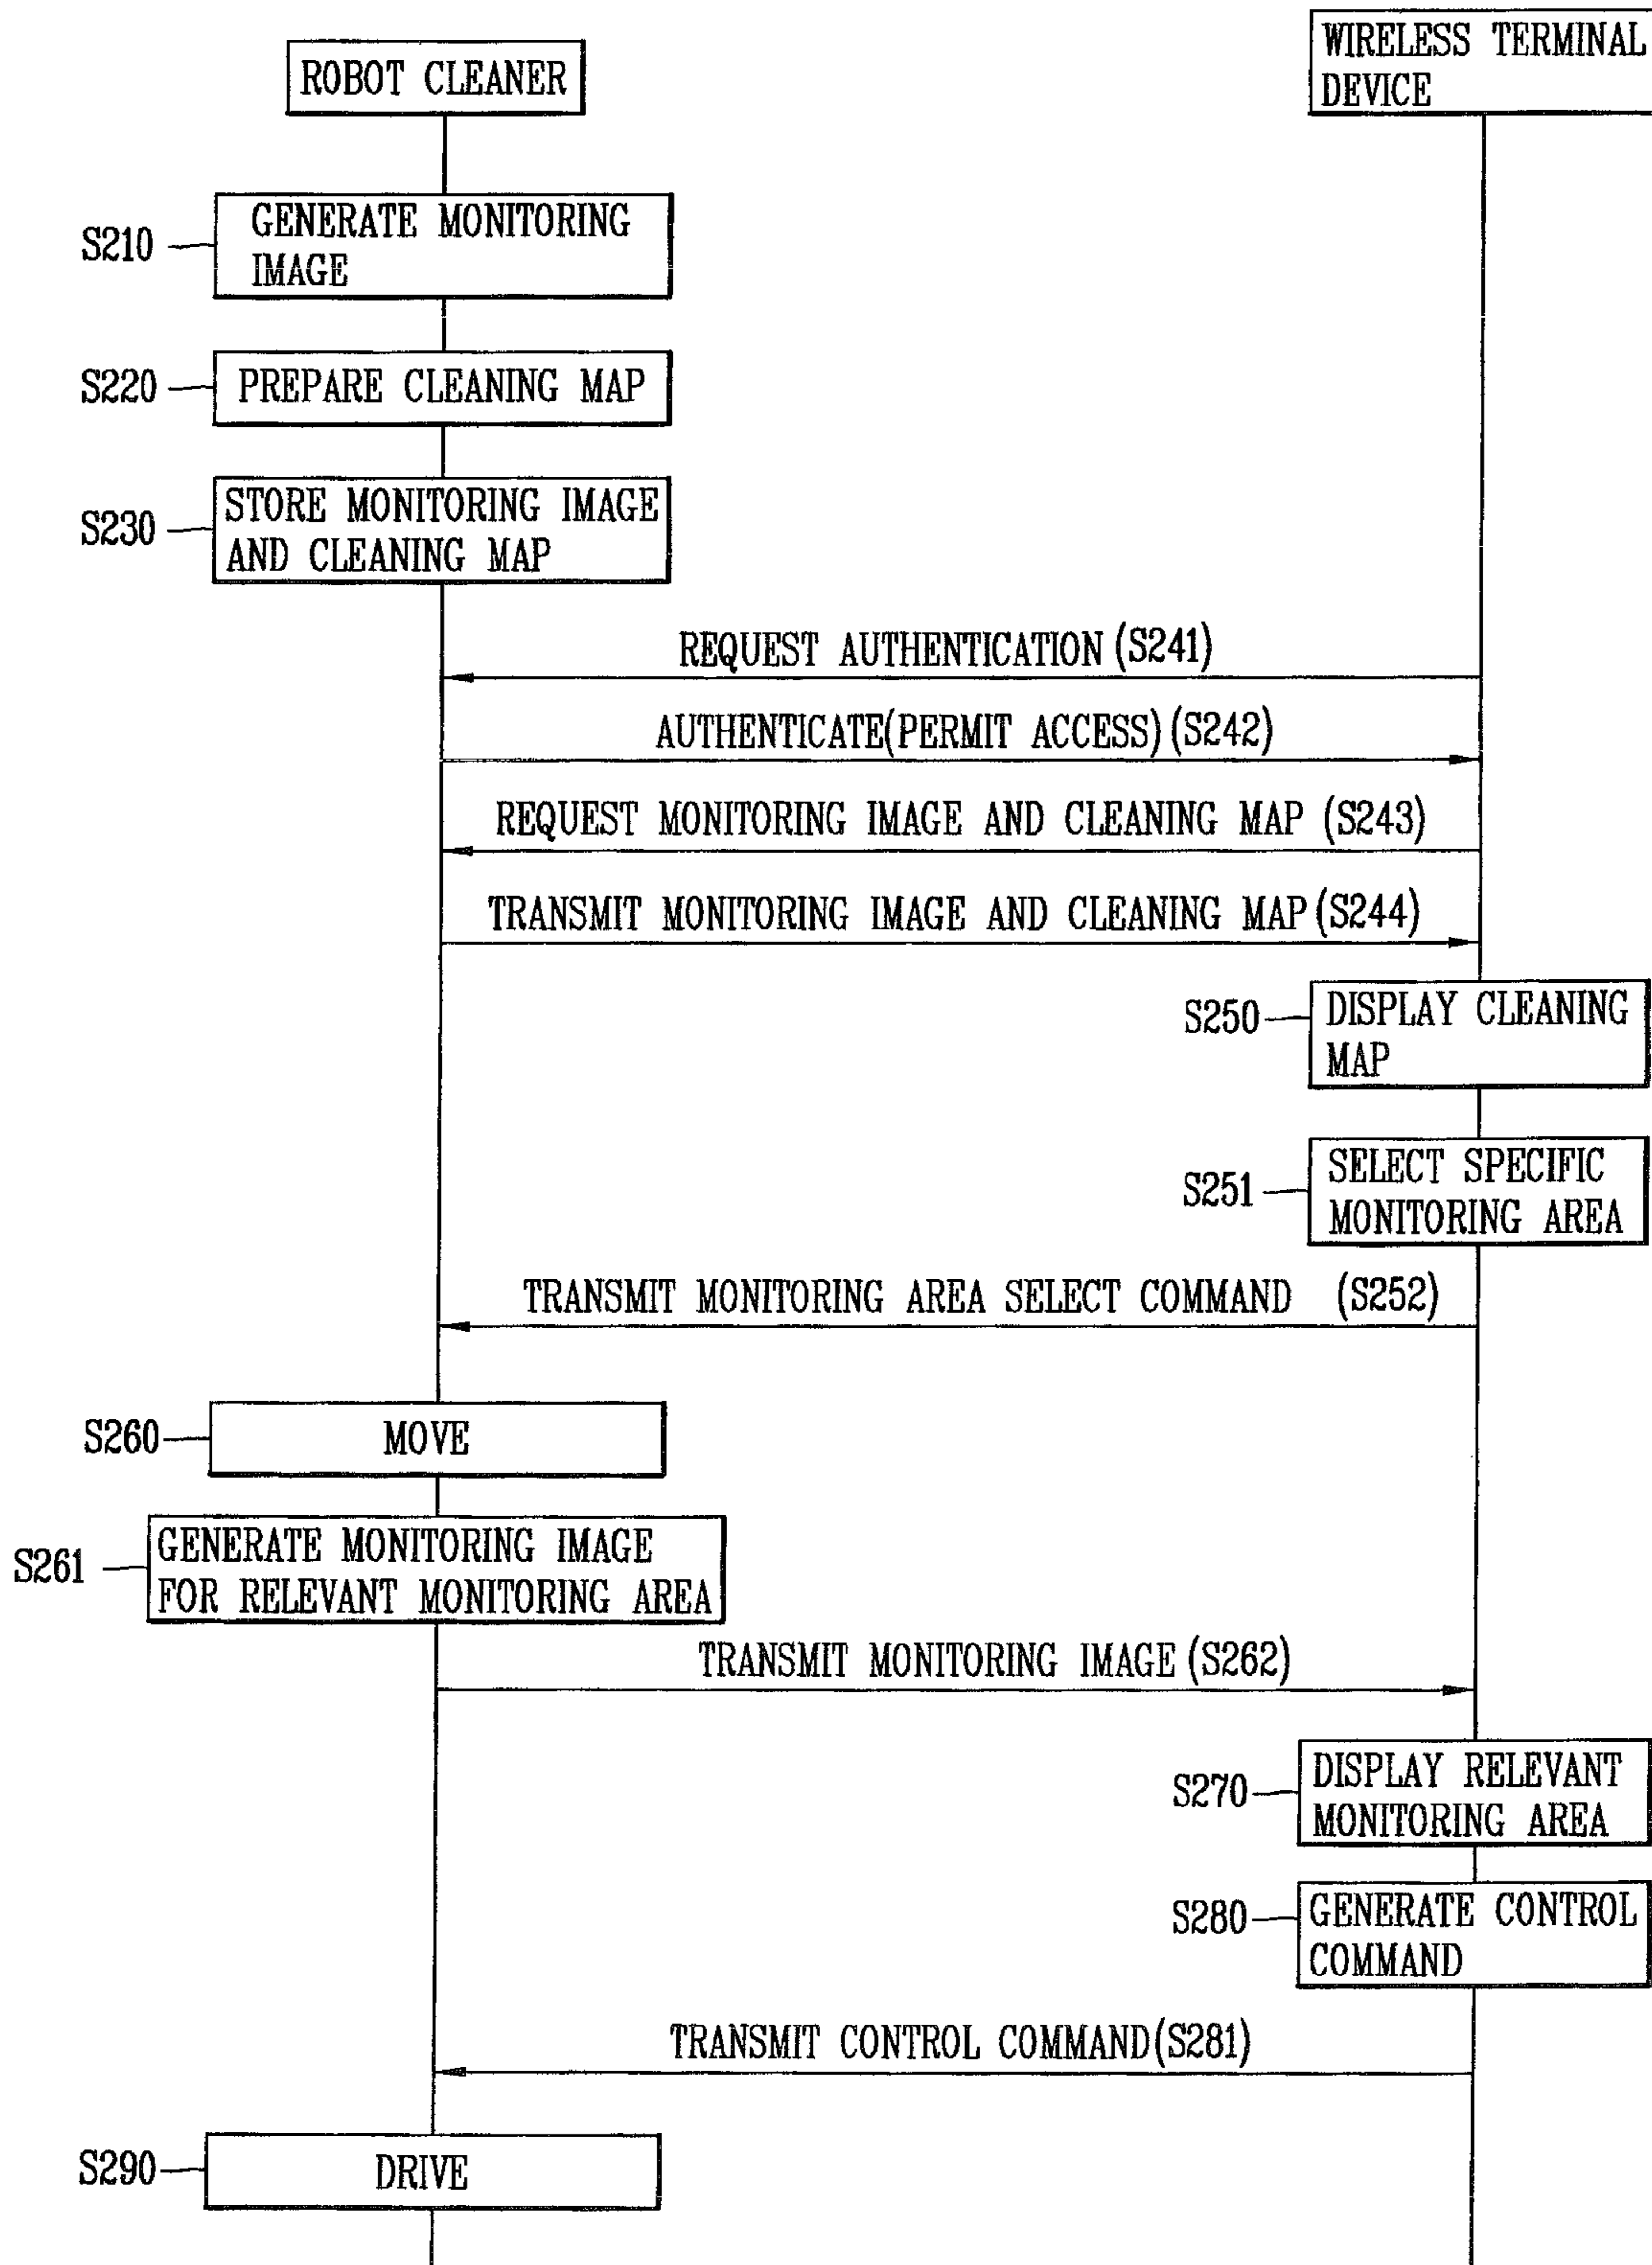 WIRELESS TERMINAL
DEVICE
ROBOT CLEANER
S210
GENERATE MONITORING
IMAGE
S220
PREPARE CLEANING MAP
S230
STORE MONITORING IMAGE
AND CLEANING MAP
REQUEST AUTHENTICATION (S241)
AUTHENTICATE(PERMIT ACCESS) (S242)
REQUEST MONITORING IMAGE AND CLEANING MAP (S243)
TRANSMIT MONITORING IMAGE AND CLEANING MAP (S244)
S250
DISPLAY CLEANING
MAP
S251
SELECT SPECIFIC
MONITORING AREA
TRANSMIT MONITORING AREA SELECT COMMAND (S252)
S260
MOVE
S261
GENERATE MONITORING IMAGE
FOR RELEVANT MONITORING AREA
TRANSMIT MONITORING IMAGE (S262)
S270
DISPLAY RELEVANT
MONITORING AREA
S280
GENERATE CONTROL
COMMAND
TRANSMIT CONTROL COMMAND(S281)
S290
DRIVE